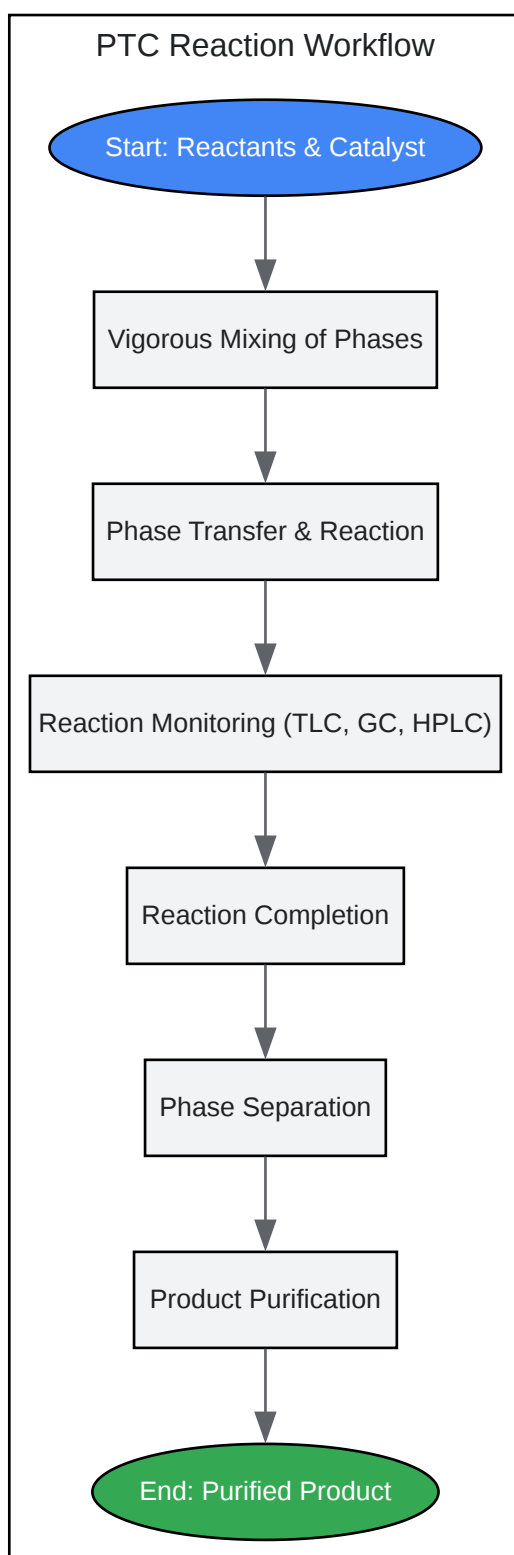 PTC Reaction Workflow
Start: Reactants & Catalyst
Vigorous Mixing of Phases
Phase Transfer & Reaction
Reaction Monitoring (TLC, GC, HPLC)
Reaction Completion
Phase Separation
Product Purification
End: Purified Product